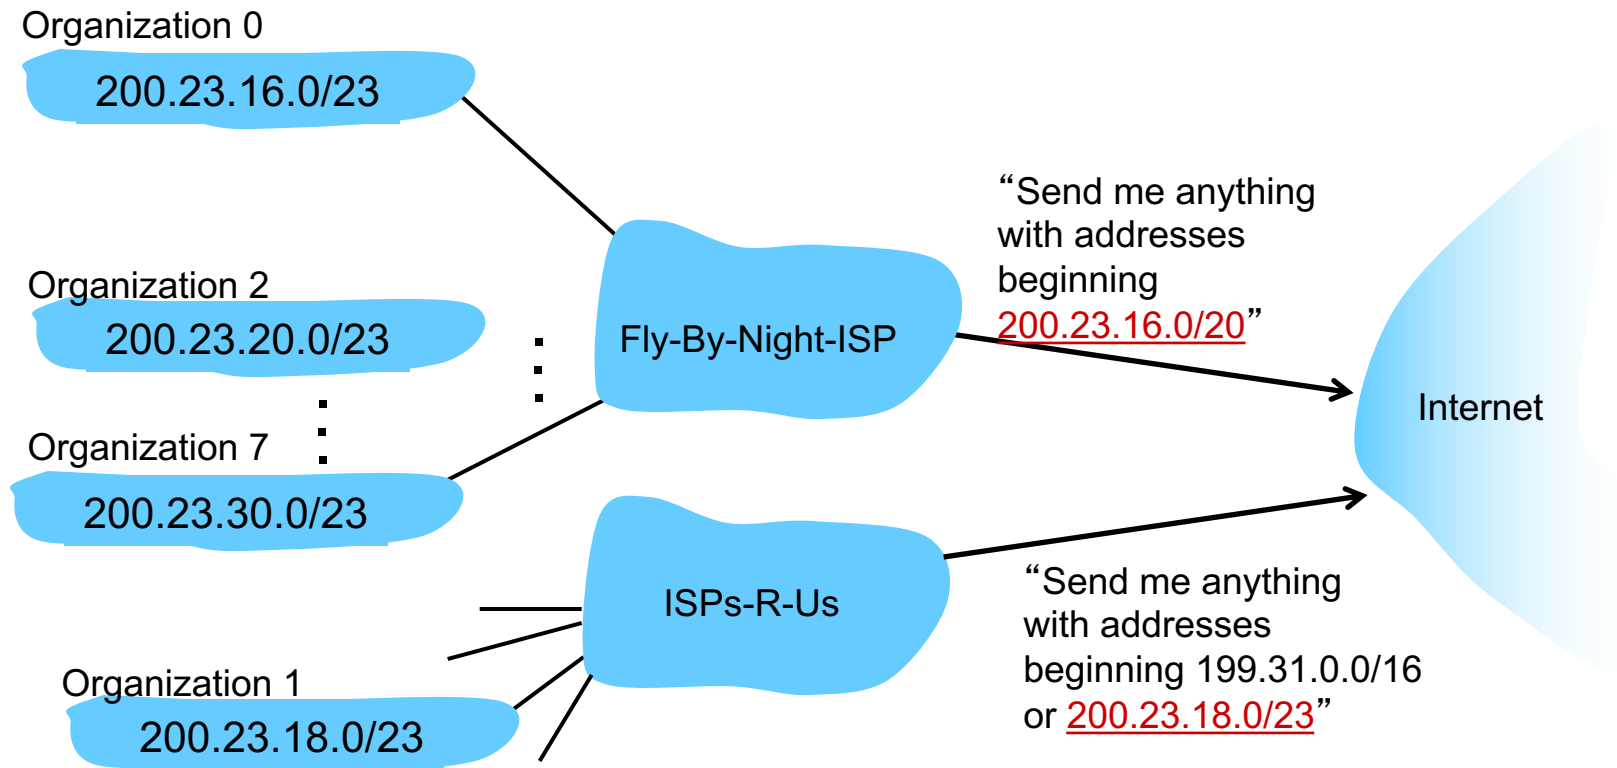 Organization 0
200.23.16.0/23
“Send me anything
with addresses
beginning
200.23.16.0/20”
Organization 2
200.23.20.0/23
Fly-By-Night-ISP
Internet
Organization 7
200.23.30.0/23
ISPs-R-Us
“Send me anything
with addresses
beginning 199.31.0.0/16
or 200.23.18.0/23”
Organization 1
200.23.18.0/23